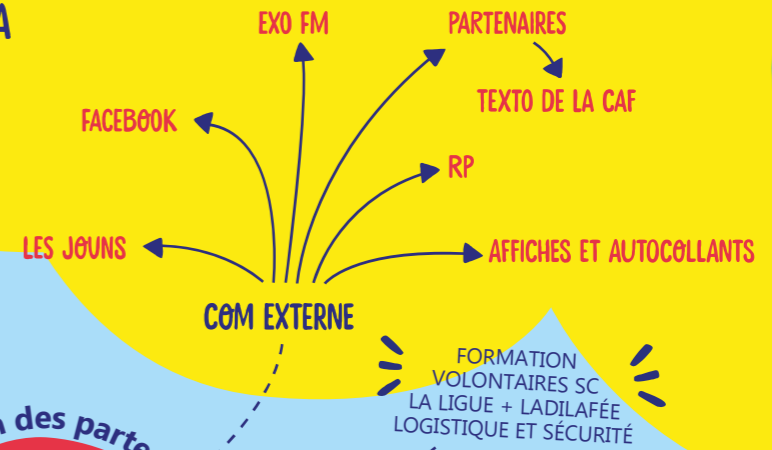 A
EXO FM
PARTENAIRES
TEXTO DE LA CAF
FACEBOOK
RP
LES JOUNS
AFFICHES ET AUTOCOLLANTS
COM EXTERNE
FORMATION
VOLONTAIRES SC
LA LIGUE + LADILAFÉE
LOGISTIQUE ET SÉCURITÉ
des parte